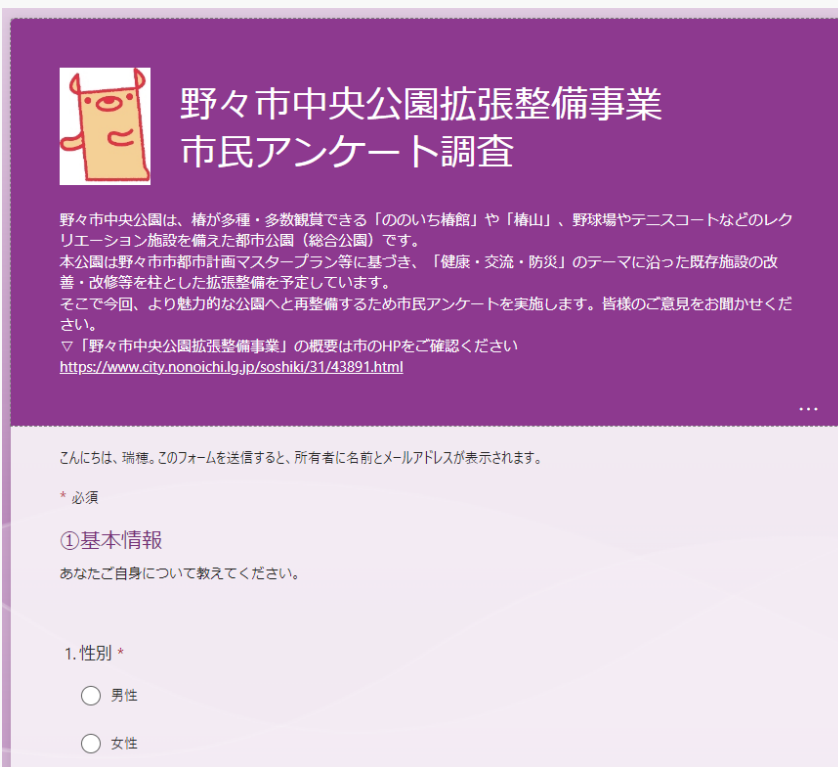 野々市中央公園拡張整備事業
市民アンケート調査
野々市中央公園は、椿が多種・多数観賞できる「ののいち椿館」や「椿山」、野球場やテニスコートなどのレク
リエーション施設を備えた都市公園（総合公園）です。
本公園は野々市市都市計画マスタープラン等に基づき、「健康・交流・防災」のテーマに沿った既存施設の改
善・改修等を柱とした拡張整備を予定しています。
そこで今回、より魅力的な公園へと再整備するため市民アンケートを実施します。皆様のご意見をお聞かせくだ
さい。
▽「野々市中央公園拡張整備事業」の概要は市のHPをご確認ください
https://www.city.nonoichi.lg.jp/soshiki/31/43891.html
...
こんにちは、瑞穂。このフォームを送信すると、所有者に名前とメールアドレスが表示されます。
* 必須
①基本情報
あなたご自身について教えてください。
1. 性別 *
男性
女性